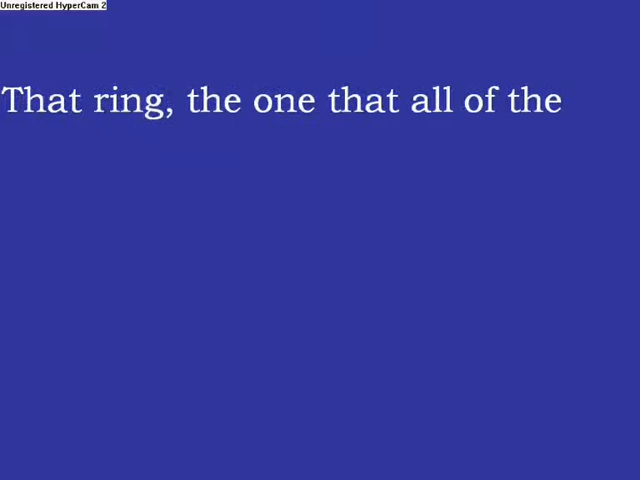 Unregistered HyperCam 2
That ring, the one that all of the